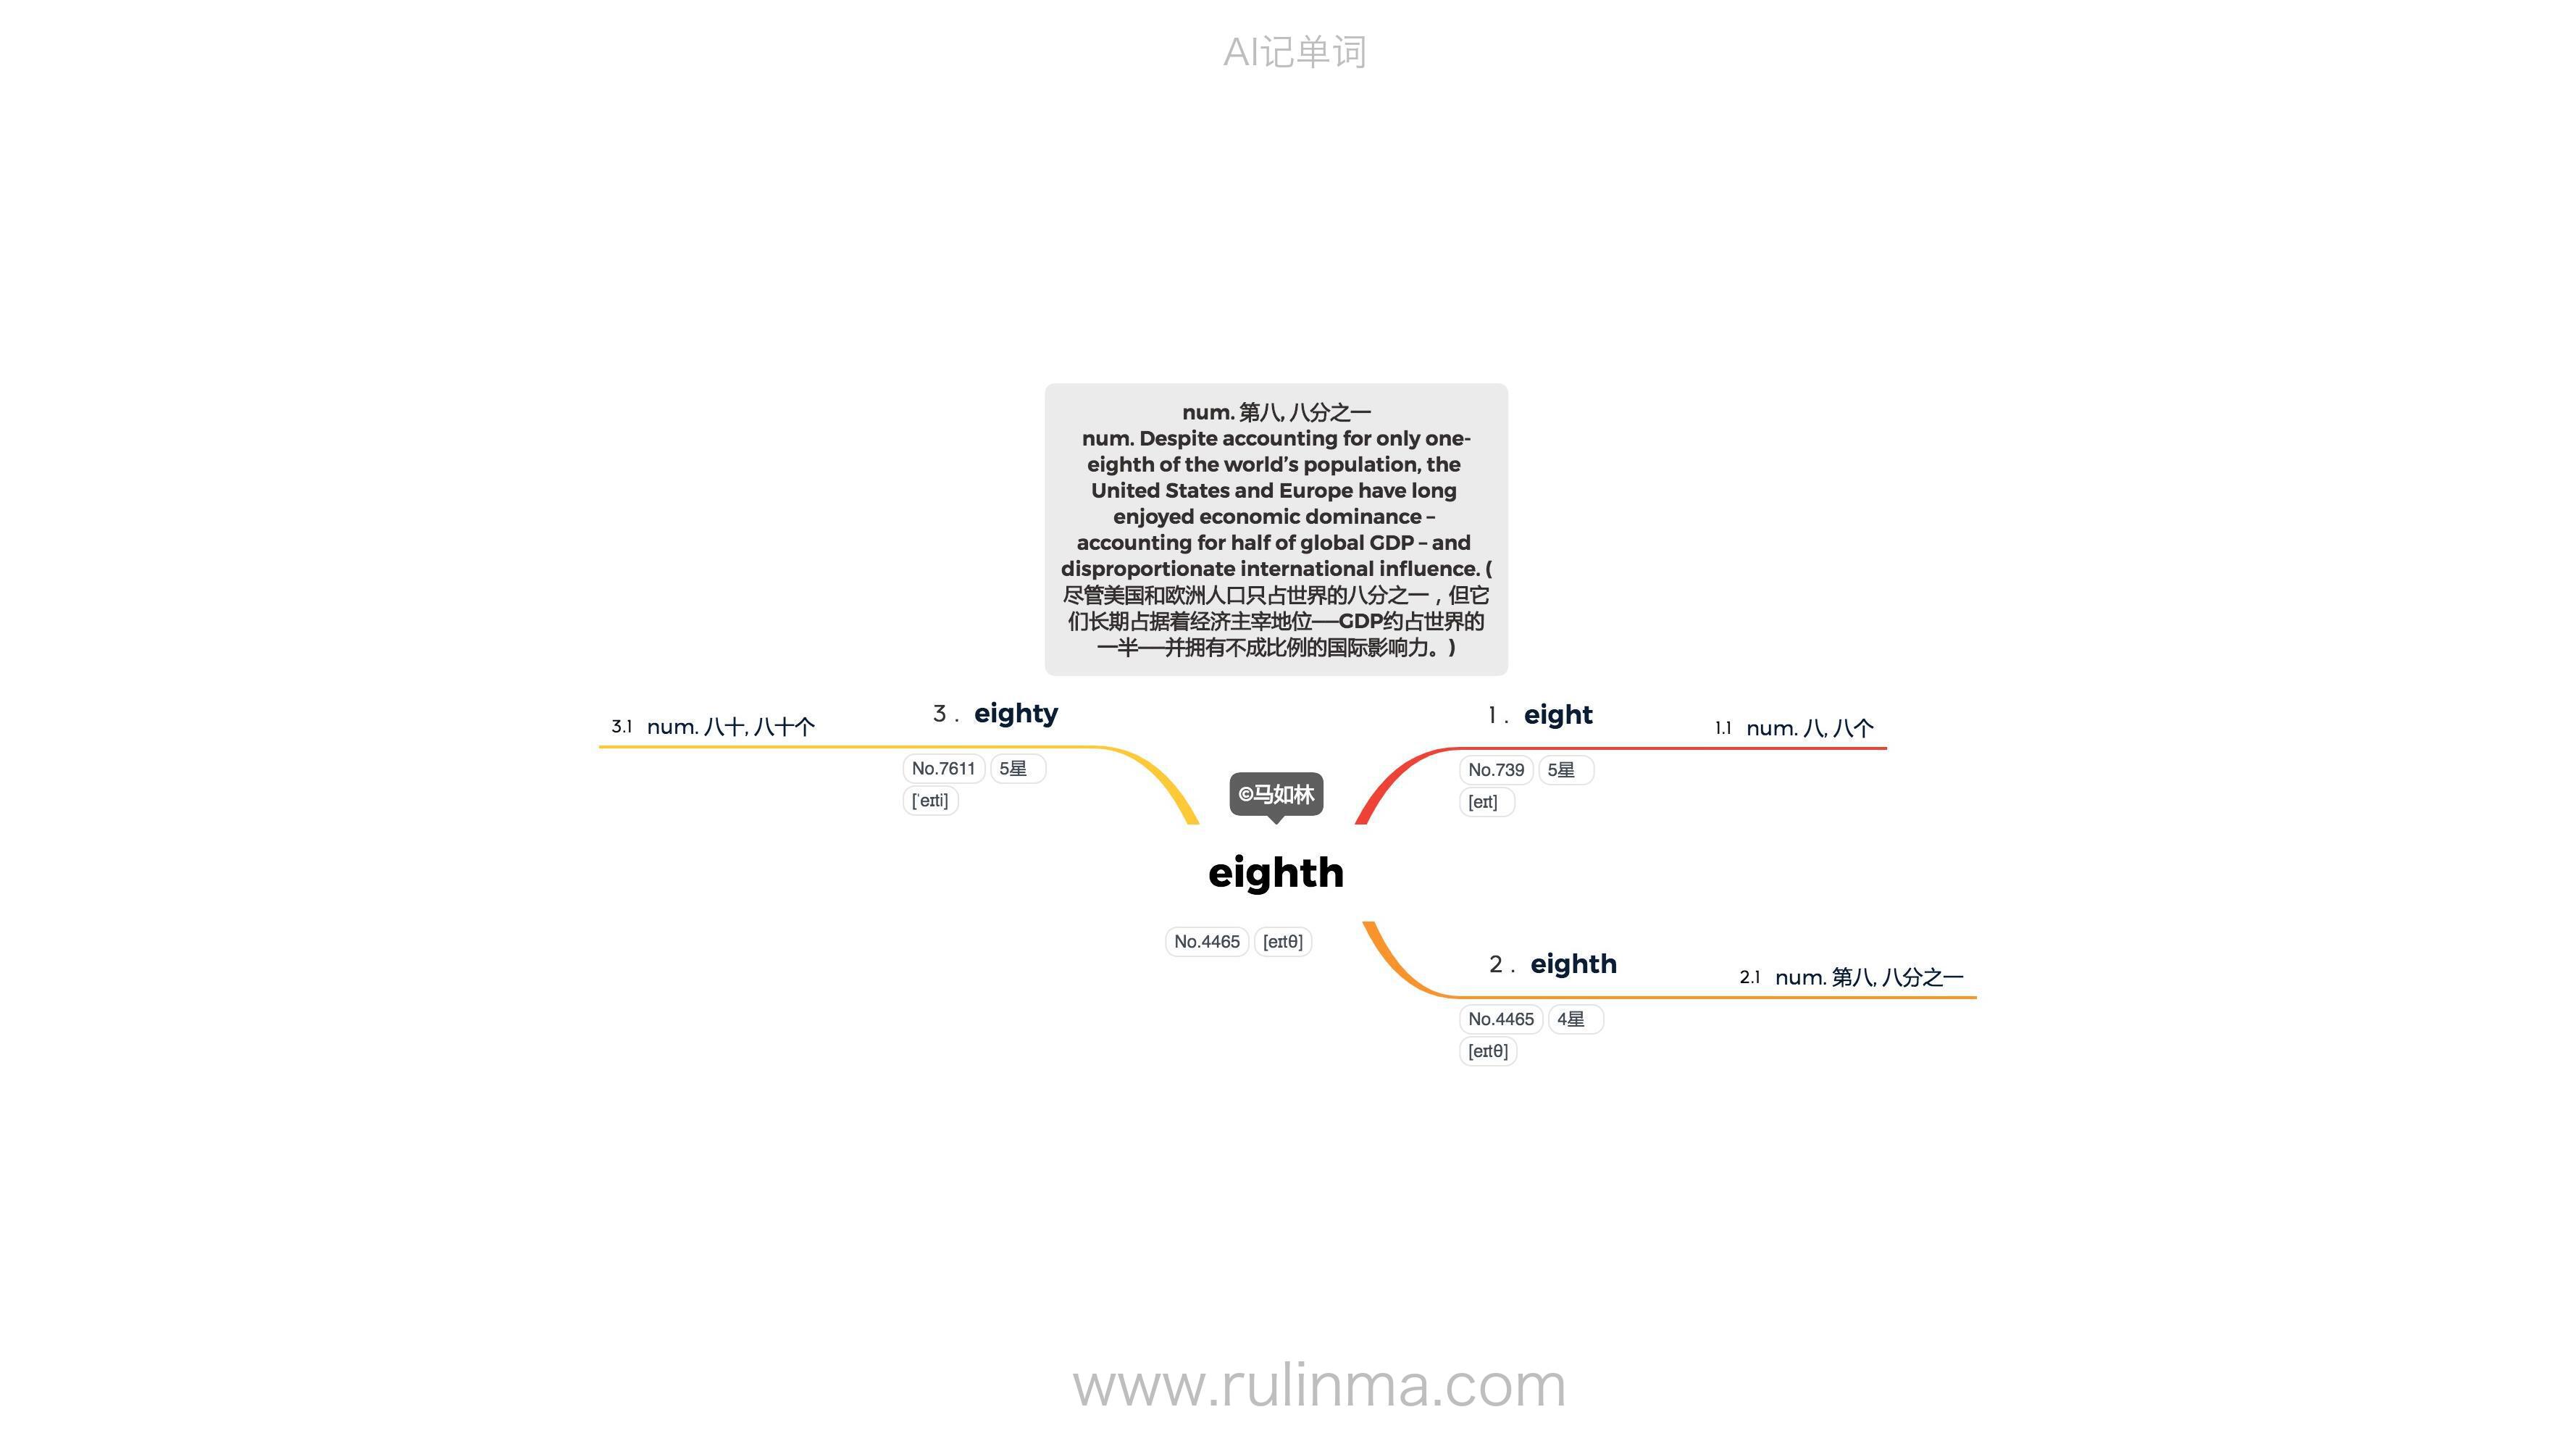 AI记单词
num. 第八, 八分之一
num. Despite accounting for only one-
eighth of the world’s population, the
United States and Europe have long
enjoyed economic dominance –
accounting for half of global GDP – and
disproportionate international influence. (
尽管美国和欧洲人口只占世界的八分之一，但它
们长期占据着经济主宰地位——GDP约占世界的
一半——并拥有不成比例的国际影响力。)
3.1 num. 八十, 八十个
3 . eighty
No.7611 5星
[ˈeɪti]
1 . eight
1.1 num. 八, 八个
No.739 5星
[eɪt]
©马如林
eighth
No.4465 [eɪtθ]
2 . eighth
2.1 num. 第八, 八分之一
No.4465 4星
[eɪtθ]
www.rulinma.com